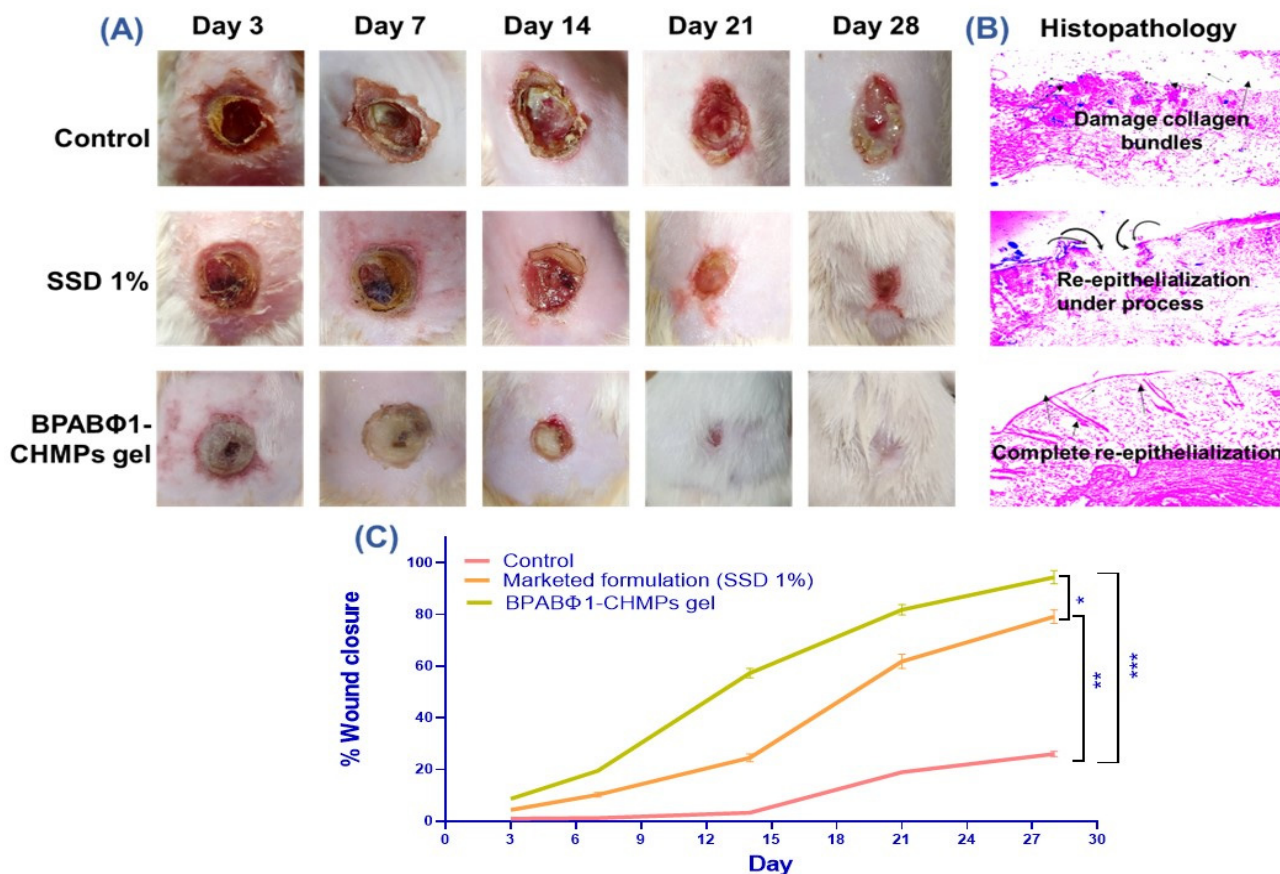 (A) Day 3 Day 7 Day 14 Day 21 Day 28 (B) Histopathology
Control
Damage collagen
bundles
SSD 1%
Re-epithelialization
under process
BPABΦ1-
CHMPs gel
Complete re-epithelialization
(C)
Control
Marketed formulation (SSD 1%)
BPABΦ1-CHMPs gel
% Wound closure
100
80
60
40
20
0
0 3 6 9 12 15 18 21 24 27 30
Day
*
**
***